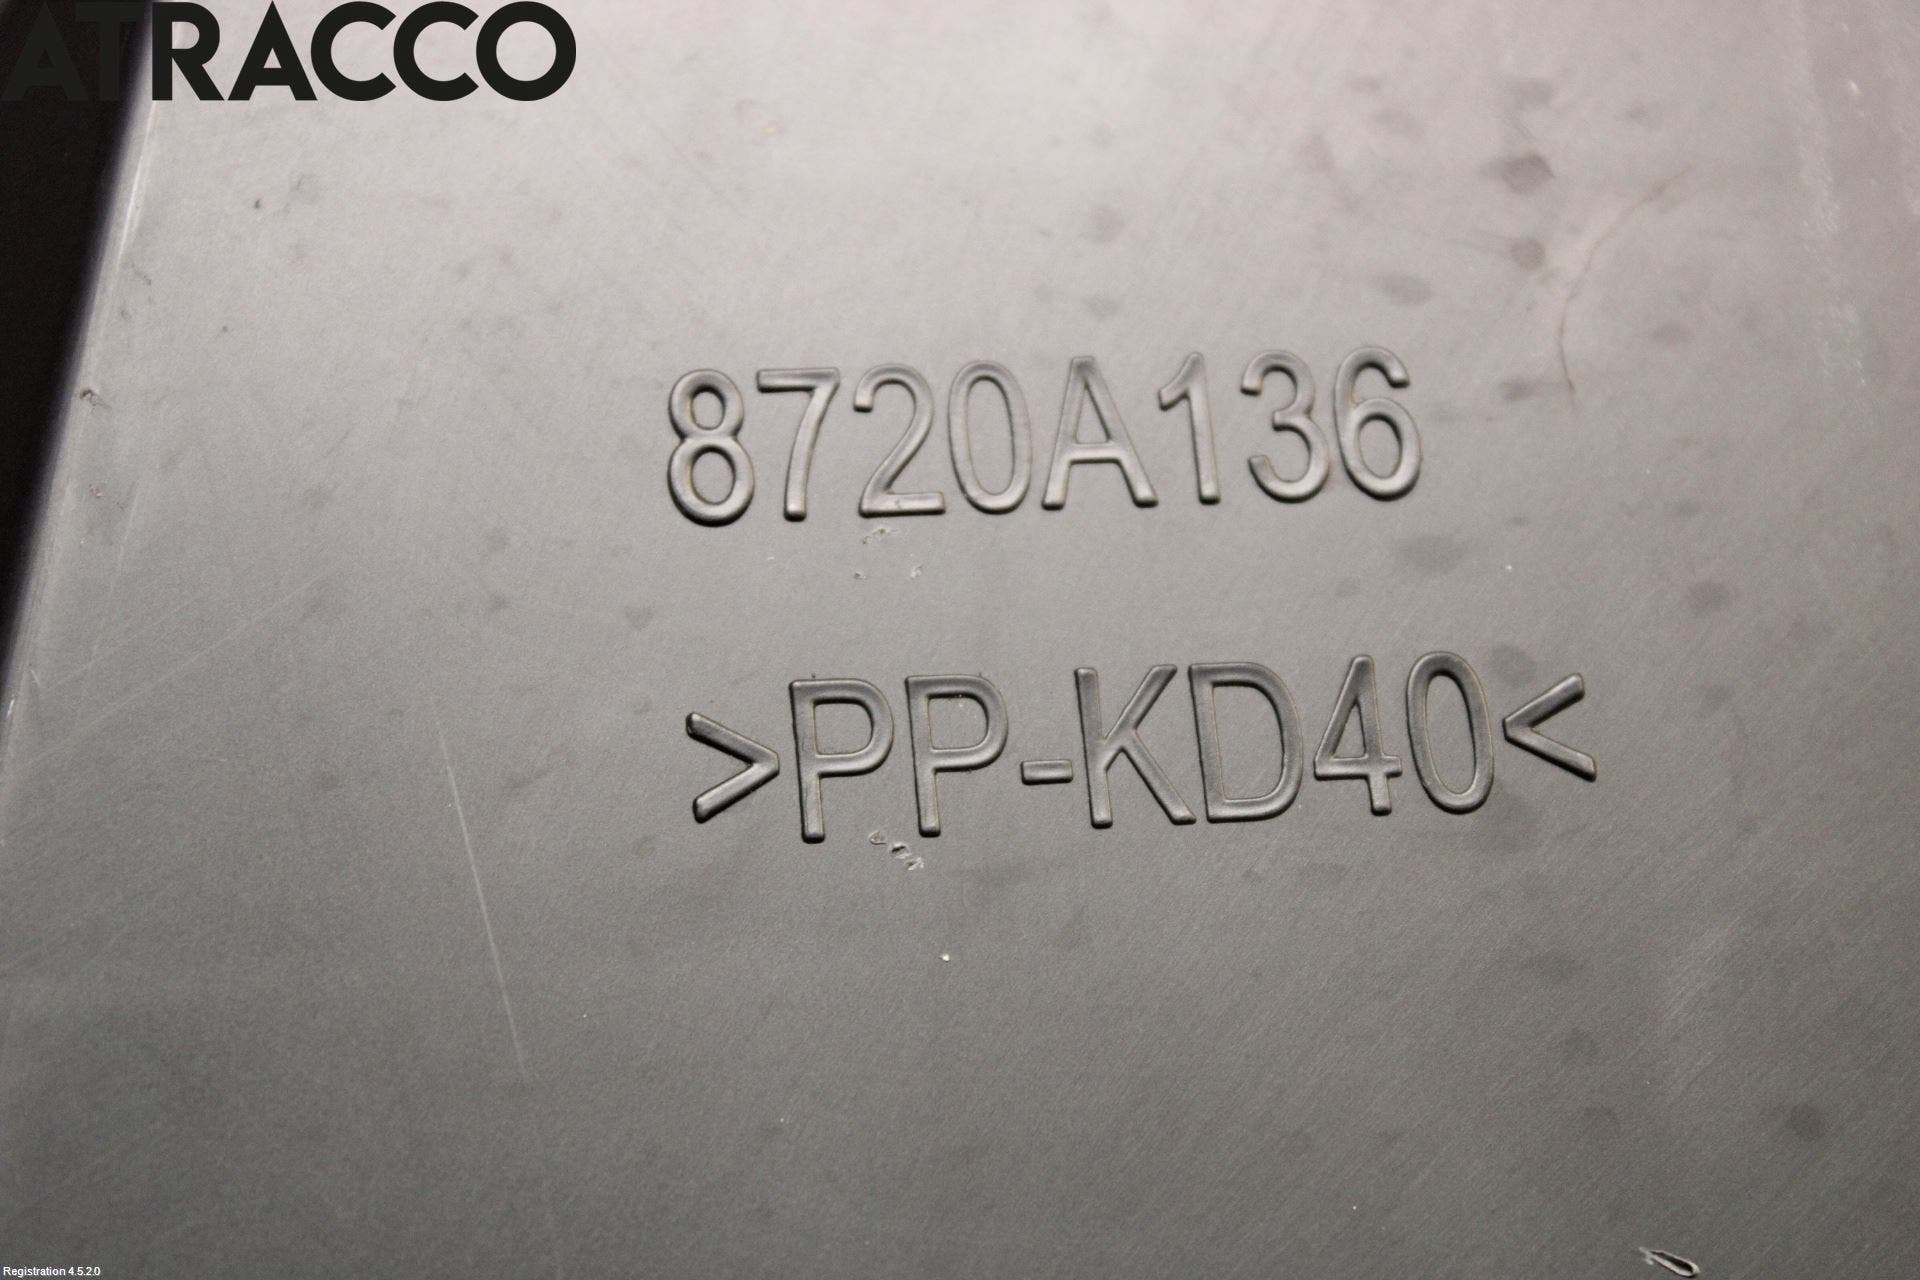 ATRACCO
8720A136
>PP-KD40<
Registration 4.5.2.0